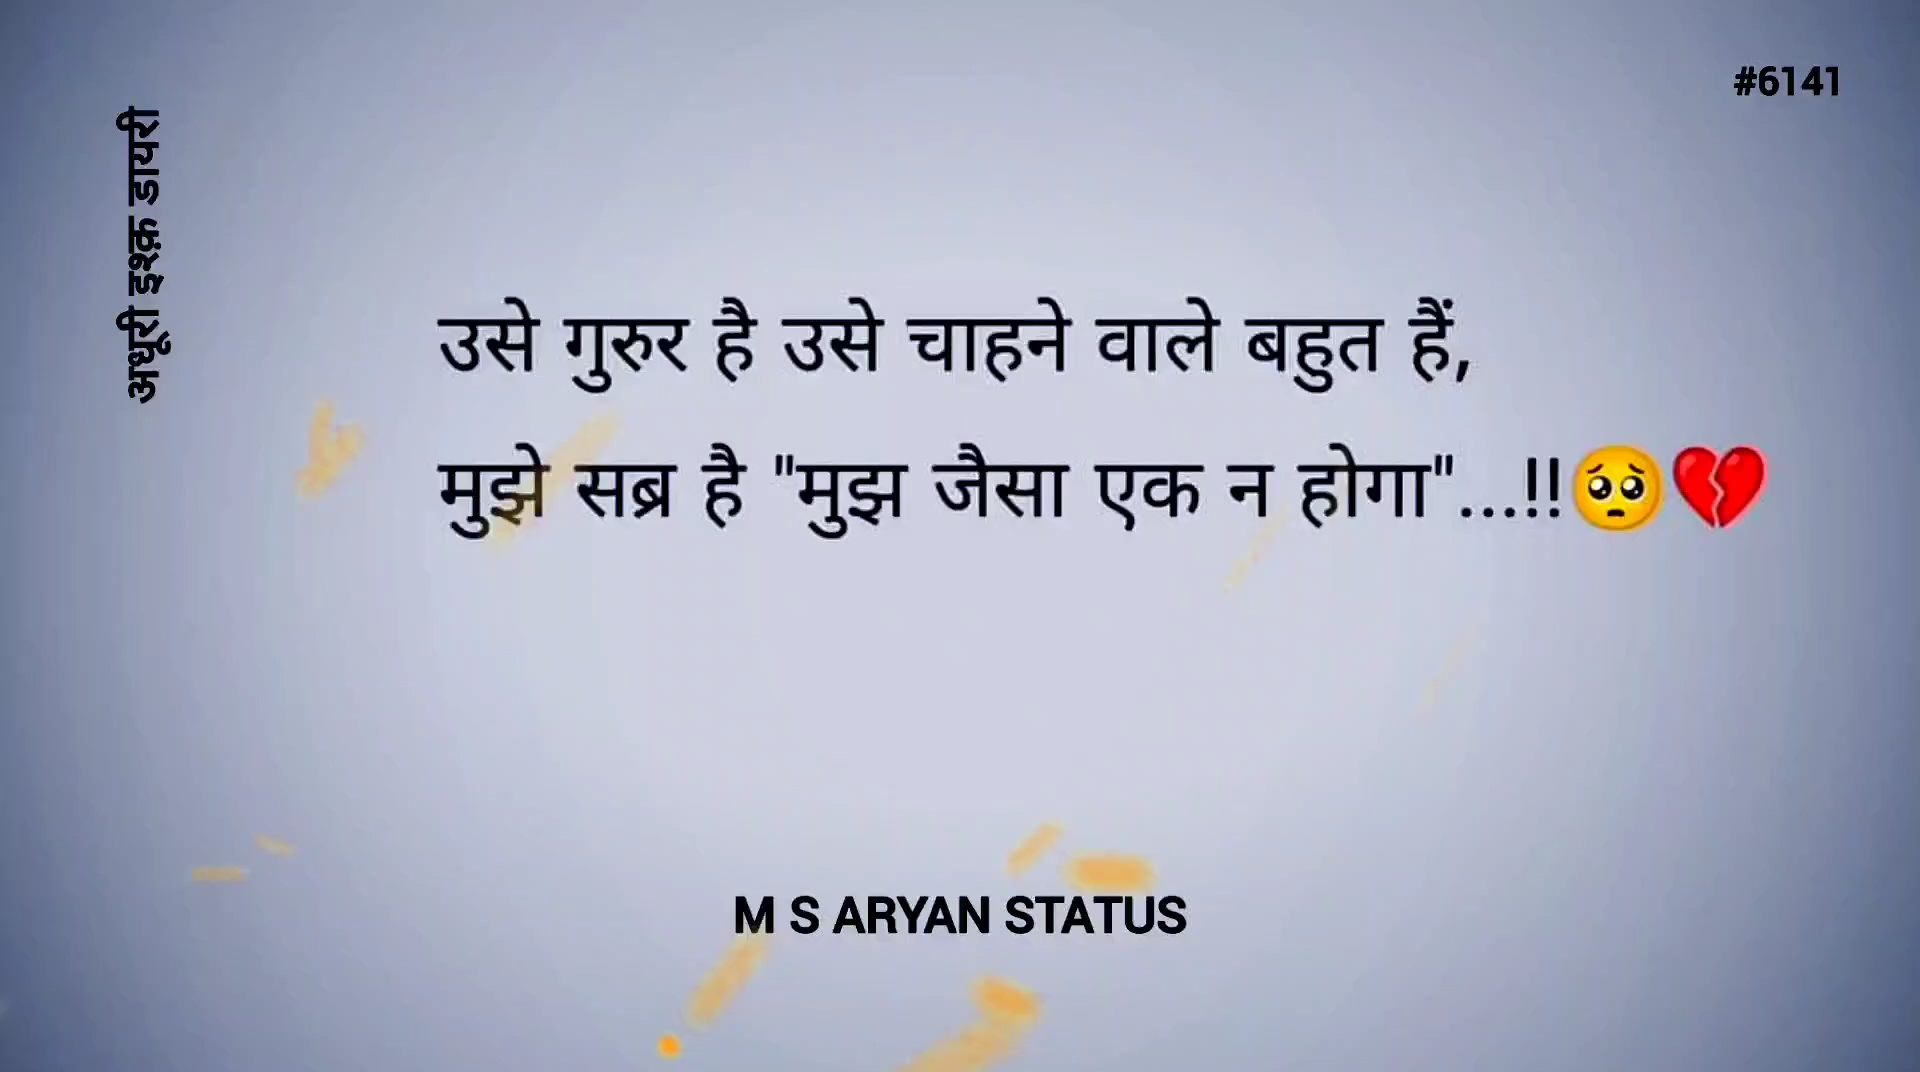 #6141
अधूरी इश्क़ डायरी
उसे गुरुर है उसे चाहने वाले बहुत हैं,
मुझे सब्र है "मुझ जैसा एक न होगा"...!!🥺💔
M S ARYAN STATUS